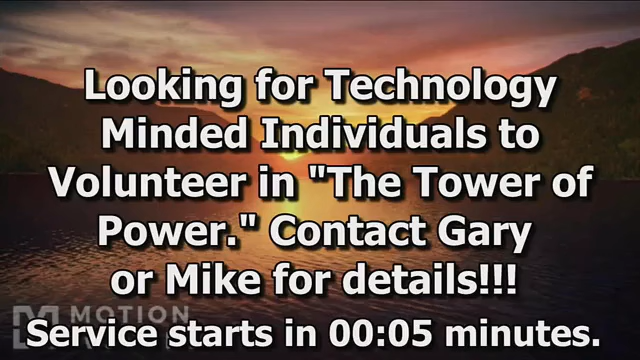 Looking for Technology
Minded Individuals to
Volunteer in "The Tower of
Power." Contact Gary
or Mike for details!!!
MOTION
Service starts in 00:05 minutes.